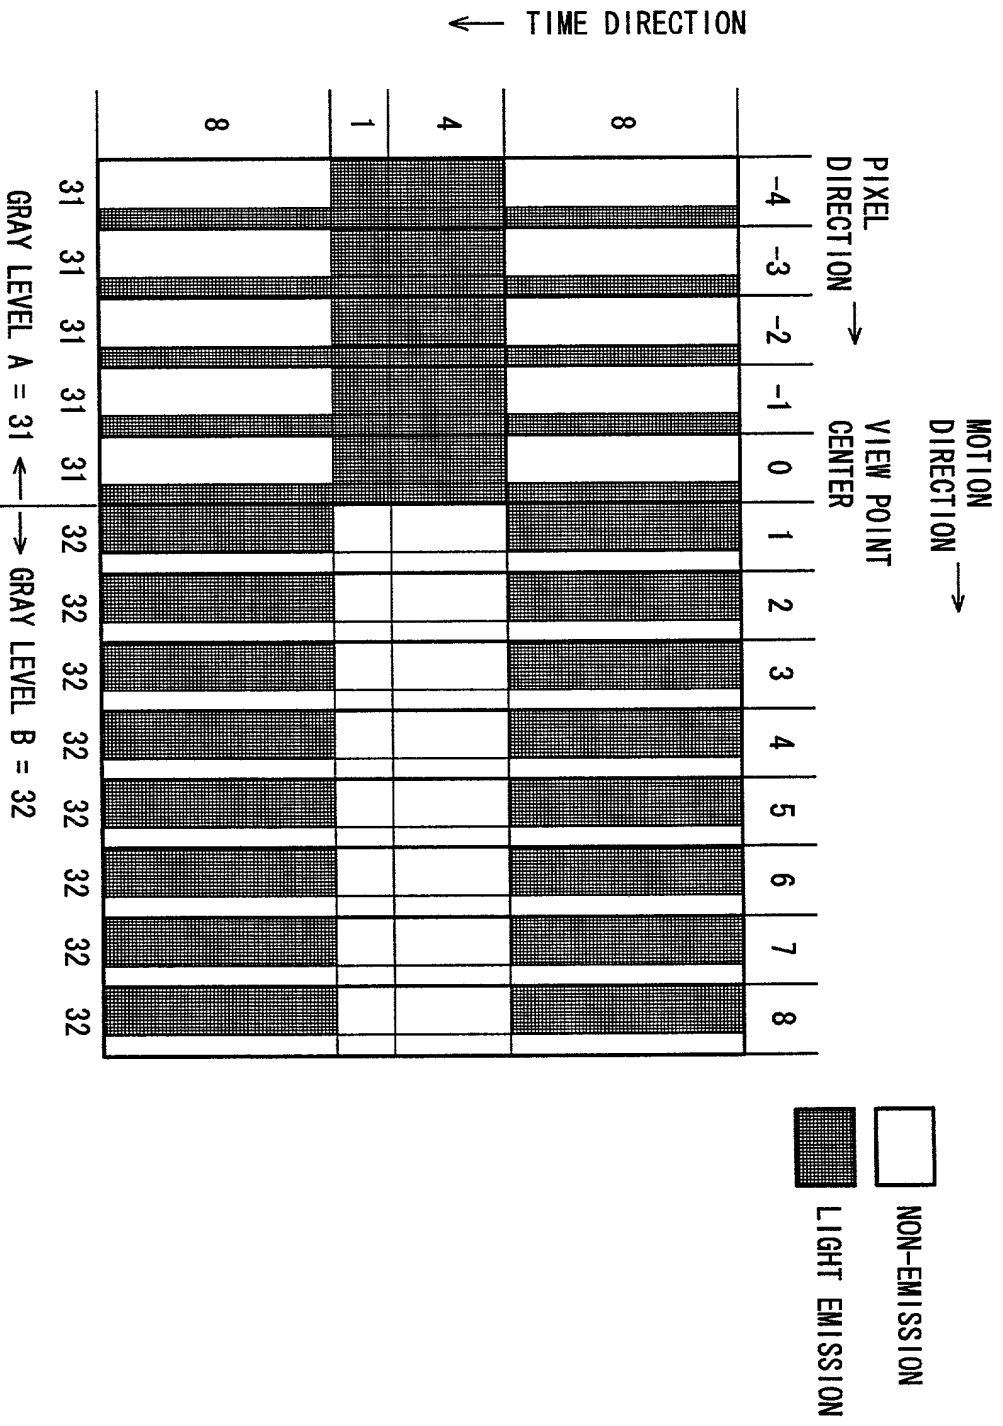 TIME DIRECTION
MOTION
DIRECTION
PIXEL
DIRECTION
VIEW POINT
CENTER
-4 -3 -2 -1 0 1 2 3 4 5 6 7 8
8
4
1
8
31 31 31 31 31 32 32 32 32 32 32 32 32
GRAY LEVEL A = 31
GRAY LEVEL B = 32
NON-EMISSION
LIGHT EMISSION